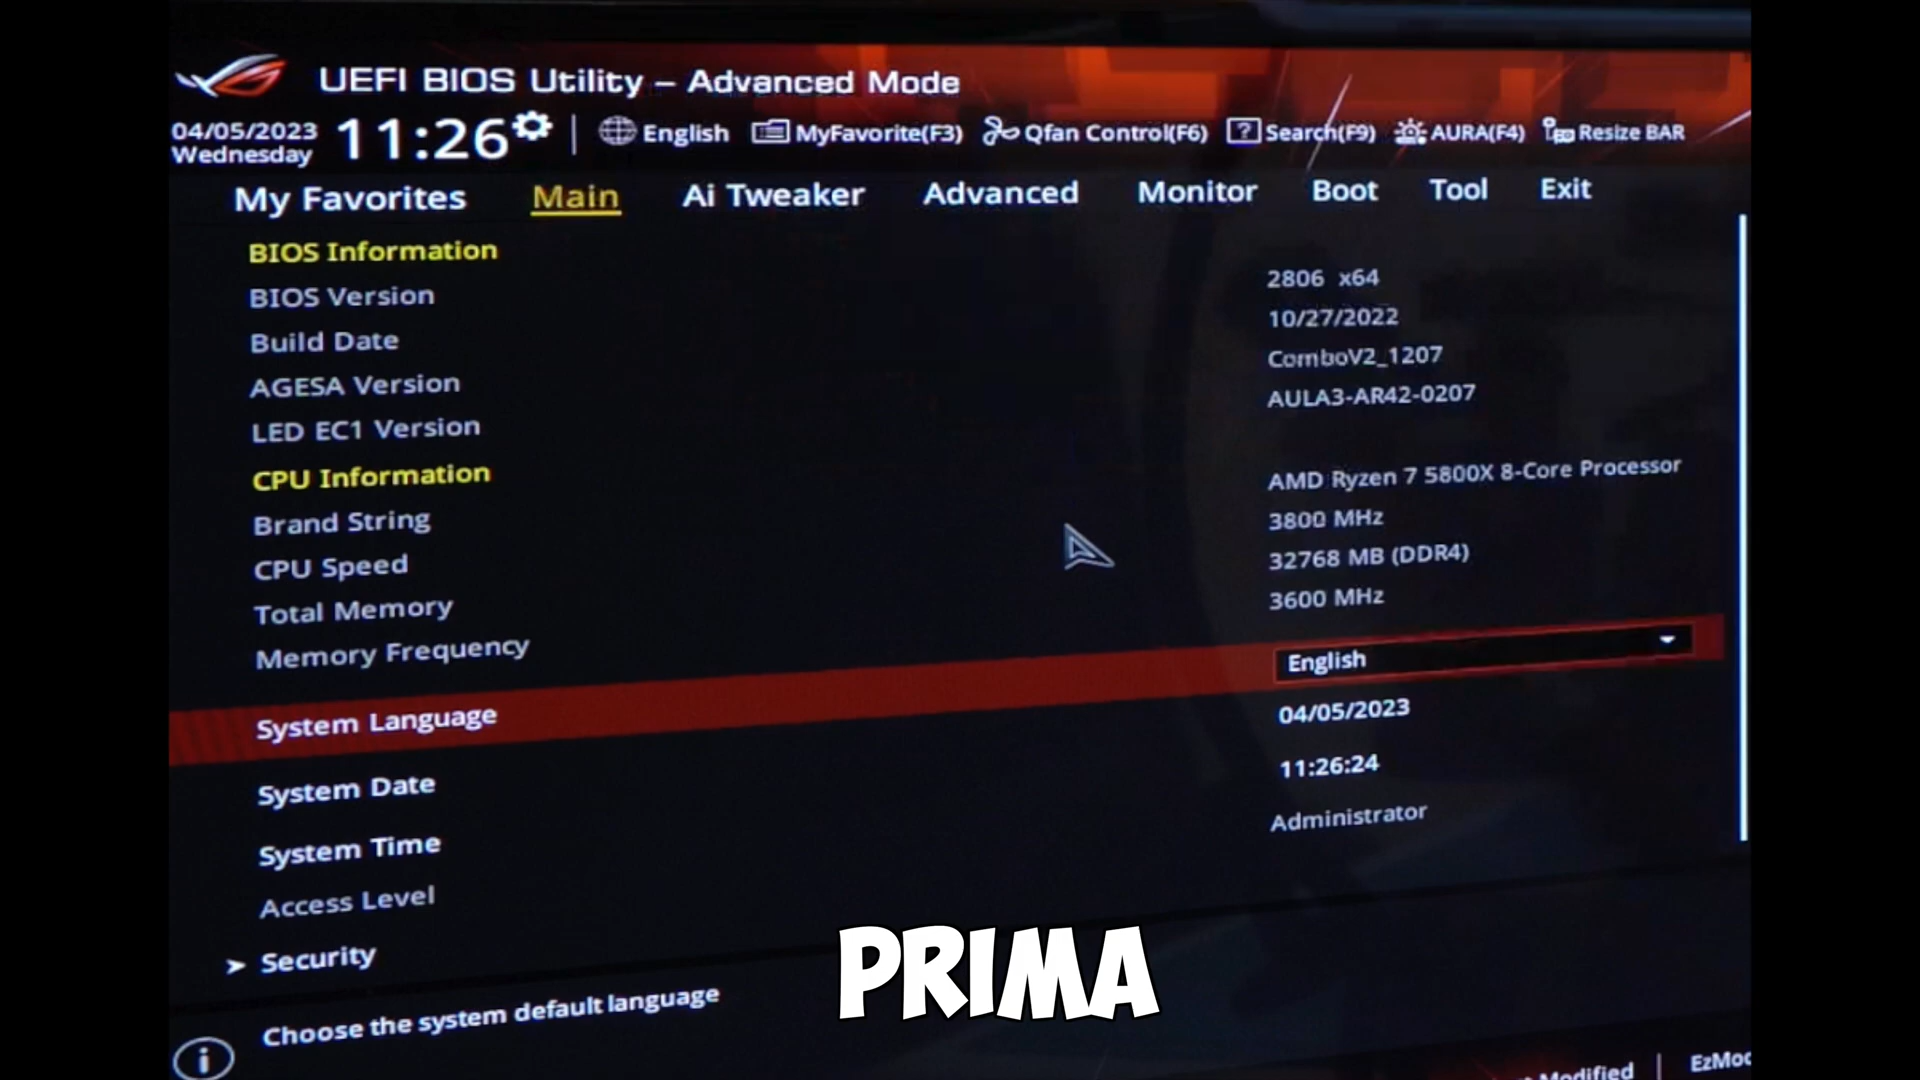 UEFI BIOS Utility – Advanced Mode
04/05/2023
Wednesday
11:26
English
MyFavorite(F3)
Qfan Control(F6)
Search(F9)
AURA(F4)
Resize BAR
My Favorites Main Ai Tweaker Advanced Monitor Boot Tool Exit
BIOS Information
BIOS Version 2806 x64
Build Date 10/27/2022
AGESA Version ComboV2_1207
LED EC1 Version AULA3-AR42-0207
CPU Information
Brand String AMD Ryzen 7 5800X 8-Core Processor
CPU Speed 3800 MHz
Total Memory 32768 MB (DDR4)
Memory Frequency 3600 MHz
System Language English
System Date 04/05/2023
System Time 11:26:24
Access Level Administrator
Security
PRIMA
Choose the system default language
Modified